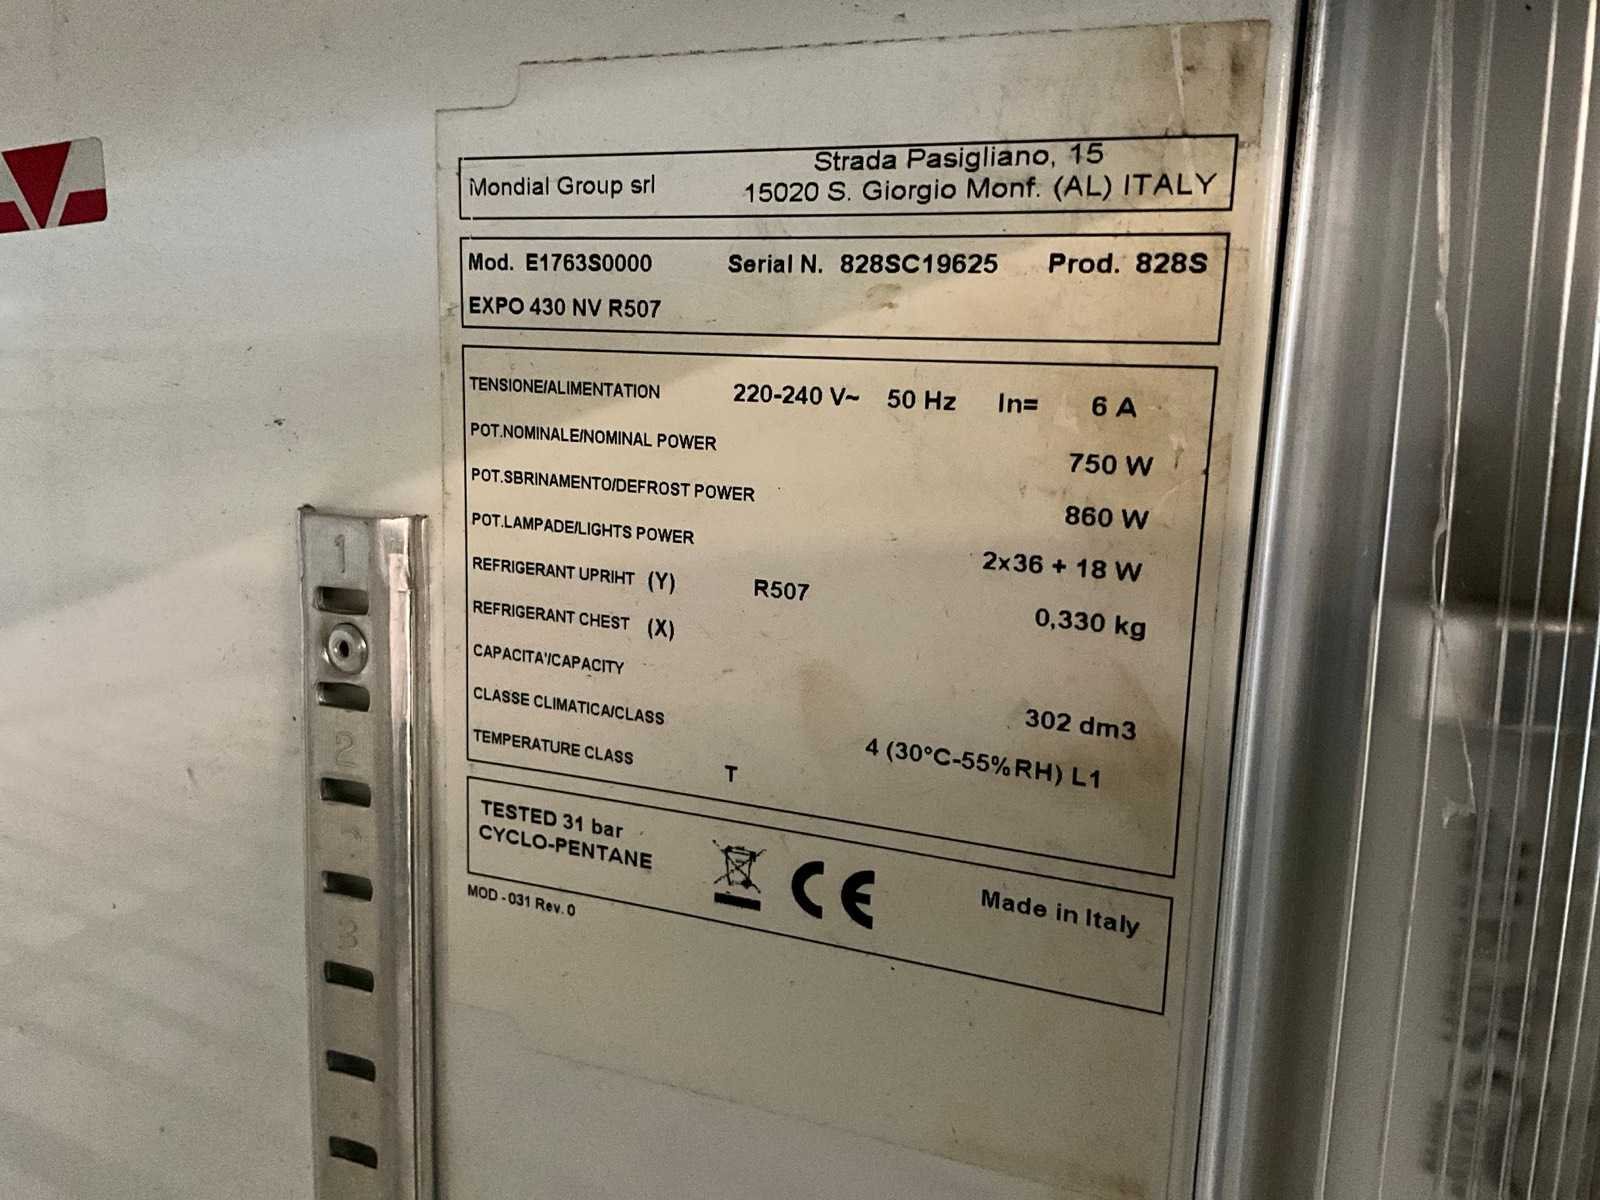 Mondial Group srl
Strada Pasigliano, 15
15020 S. Giorgio Monf. (AL) ITALY
Mod. E1763S0000 Serial N. 828SC19625 Prod. 828S
EXPO 430 NV R507
TENSIONE/ALIMENTATION 220-240 V~ 50 Hz In= 6 A
POT.NOMINALE/NOMINAL POWER 750 W
POT.SBRINAMENTO/DEFROST POWER 860 W
POT.LAMPADE/LIGHTS POWER 2x36 + 18 W
REFRIGERANT UPRIHT (Y) R507 0,330 kg
REFRIGERANT CHEST (X)
CAPACITA'/CAPACITY 302 dm3
CLASSE CLIMATICA/CLASS 4 (30°C-55%RH) L1
TEMPERATURE CLASS T
TESTED 31 bar
CYCLO-PENTANE
CE
Made in Italy
MOD - 031 Rev. 0
1
2
3